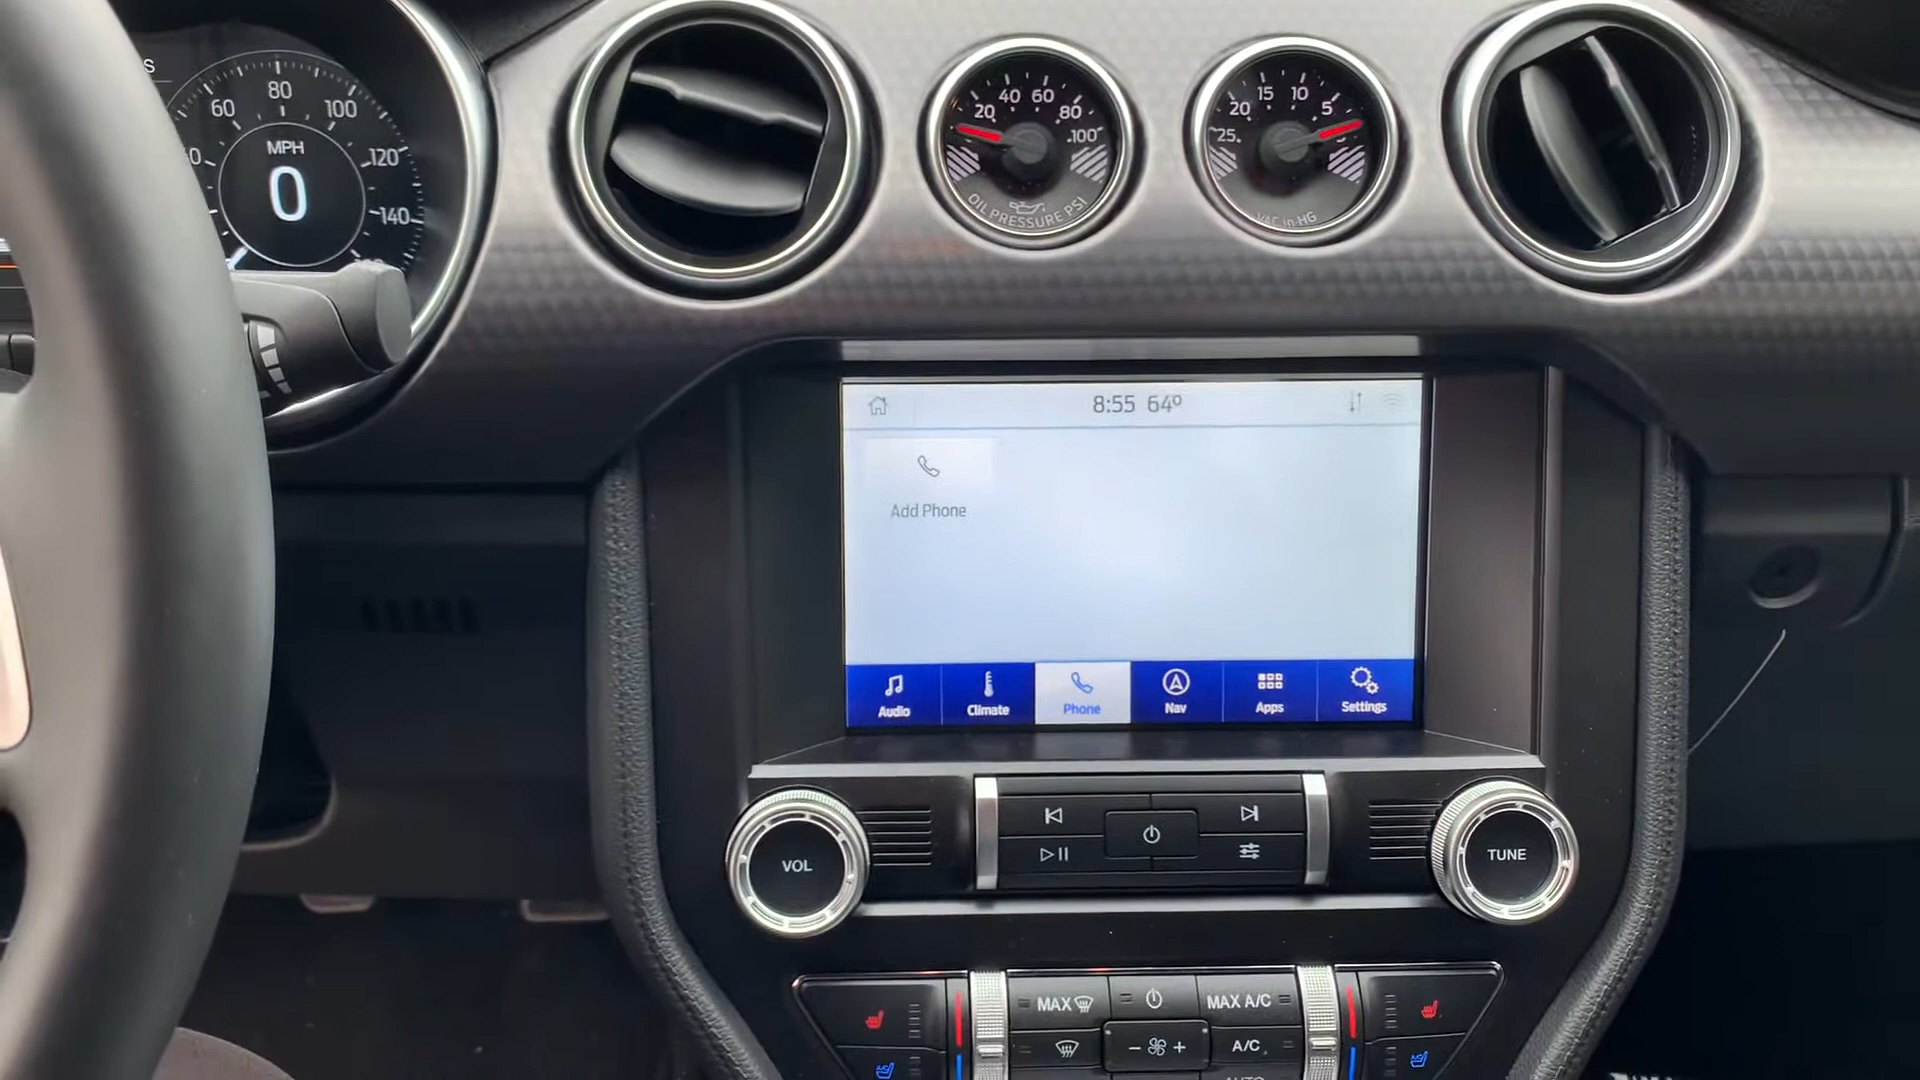 60
80
100
120
140
MPH
0
20
40
60
80
100
OIL PRESSURE PSI
25
20
15
10
5
VAC in-HG
8:55 64º
Add Phone
Audio
Climate
Phone
Nav
Apps
Settings
VOL
TUNE
MAX
MAX A/C
A/C